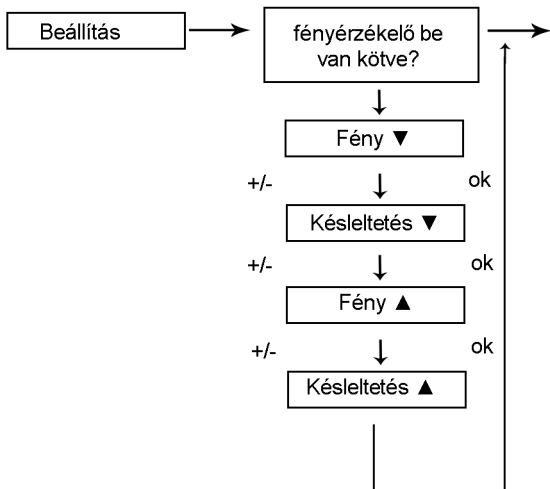 Beállítás
fényérzékelő be
van kötve?
Fény ▼
+/- ok
Késleltetés ▼
+/- ok
Fény ▲
+/- ok
Késleltetés ▲